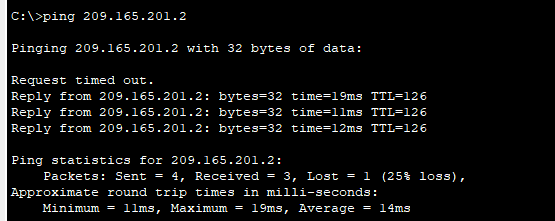 C:\>ping 209.165.201.2
Pinging 209.165.201.2 with 32 bytes of data:
Request timed out.
Reply from 209.165.201.2: bytes=32 time=19ms TTL=126
Reply from 209.165.201.2: bytes=32 time=11ms TTL=126
Reply from 209.165.201.2: bytes=32 time=12ms TTL=126
Ping statistics for 209.165.201.2:
Packets: Sent = 4, Received = 3, Lost = 1 (25% loss),
Approximate round trip times in milli-seconds:
Minimum = 11ms, Maximum = 19ms, Average = 14ms